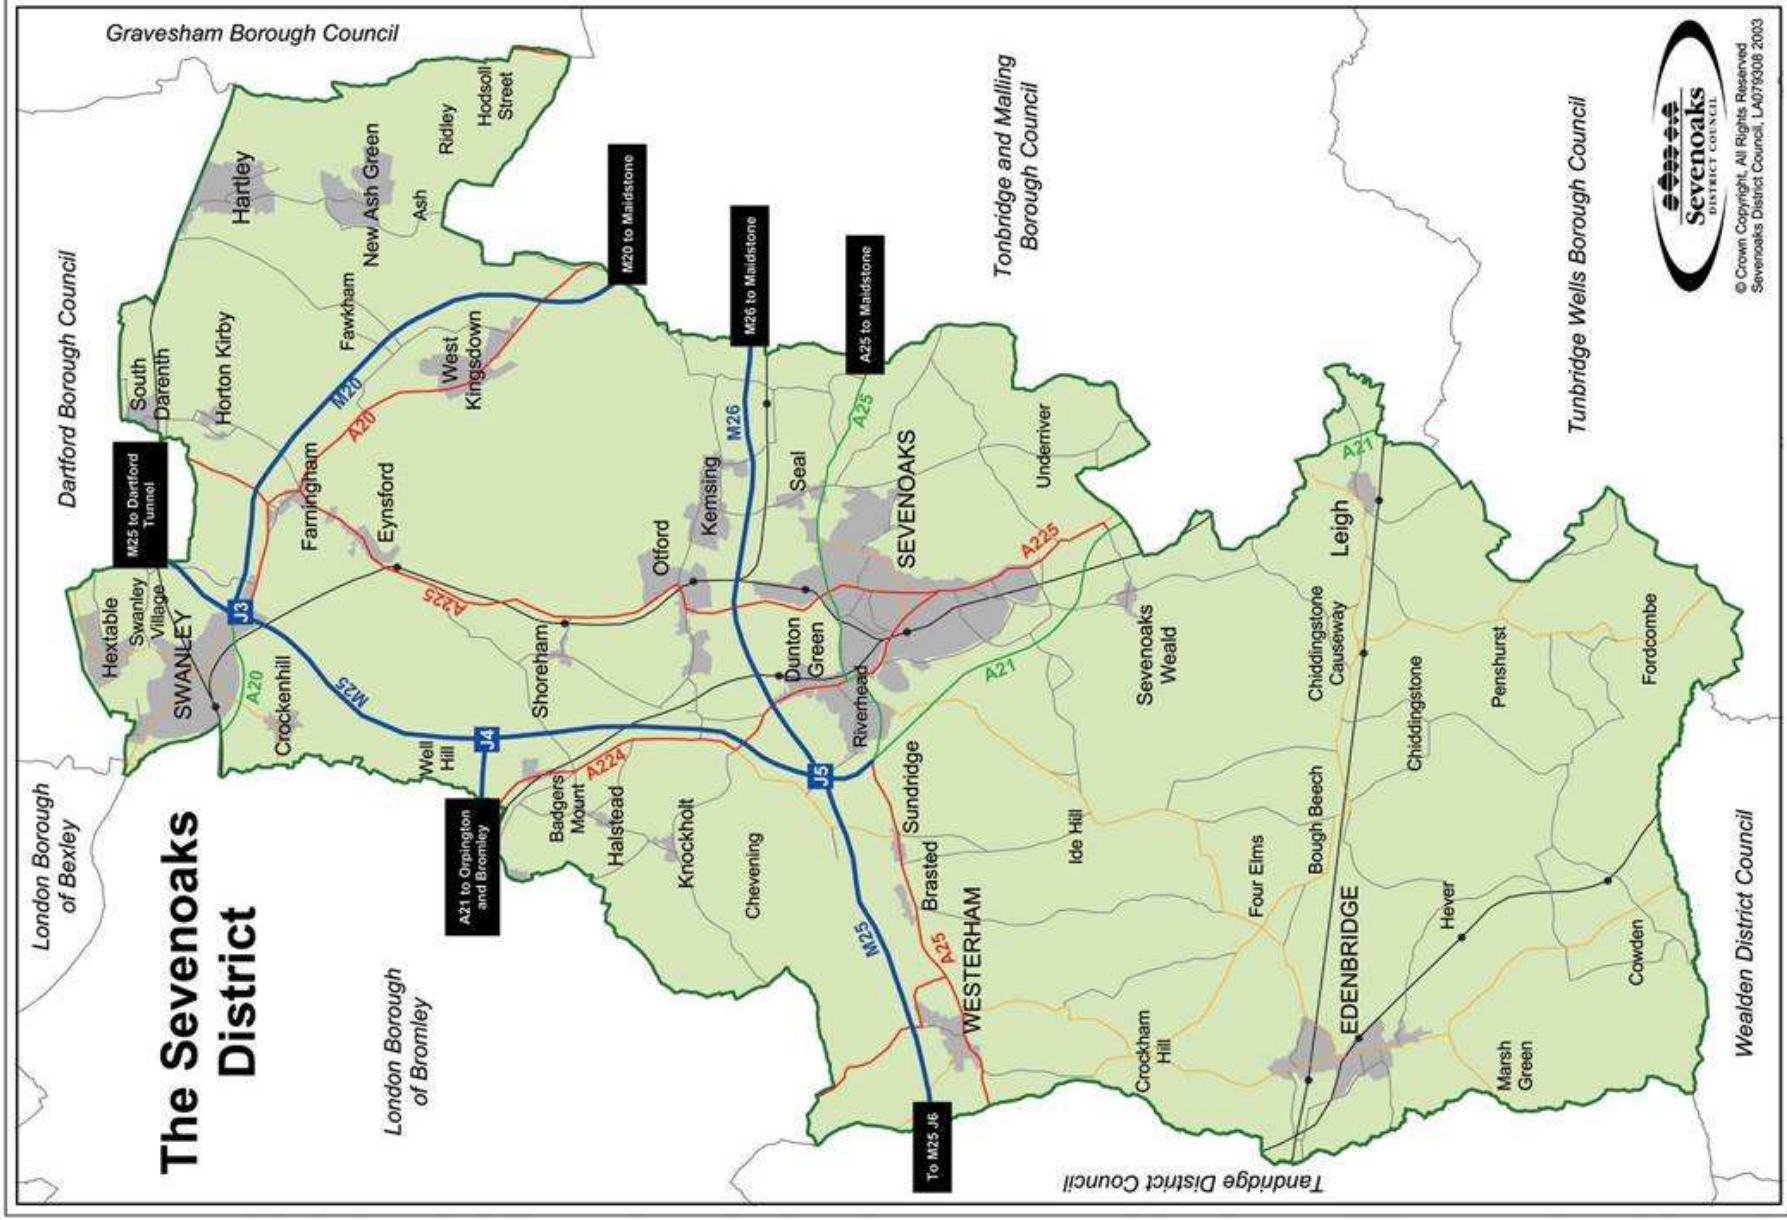 The Sevenoaks
District
Gravesham Borough Council
Dartford Borough Council
London Borough
of Bexley
London Borough
of Bromley
Tonbridge and Malling
Borough Council
Tunbridge Wells Borough Council
Wealden District Council
Tandridge District Council
M25 to Dartford
Tunnel
M20 to Maidstone
M26 to Maidstone
A25 to Maidstone
A21 to Orpington
and Bromley
To M25 J6
Hextable
Swanley
Village
SWANLEY
J3
A20
Crockenhill
M25
South
Darenth
Horton Kirby
Hartley
New Ash Green
Ash
Ridley
Hodsoll
Street
Fawkham
M20
A20
West
Kingsdown
Farningham
Eynsford
A225
Shoreham
Well
Hill
J4
Badgers
Mount
A224
Halstead
Knockholt
Chevening
Otford
Kemsing
M26
Seal
A25
SEVENOAKS
Underriver
A225
Dunton
Green
Riverhead
J5
A21
Sundridge
Brasted
M25
A25
WESTERHAM
Sevenoaks
Weald
Ide Hill
Crockham
Hill
Four Elms
Bough Beech
Chiddingstone
Causeway
Leigh
A21
EDENBRIDGE
Chiddingstone
Hever
Penshurst
Marsh
Green
Cowden
Fordcombe
Sevenoaks
DISTRICT COUNCIL
© Crown Copyright, All Rights Reserved
Sevenoaks District Council, LA079308 2003